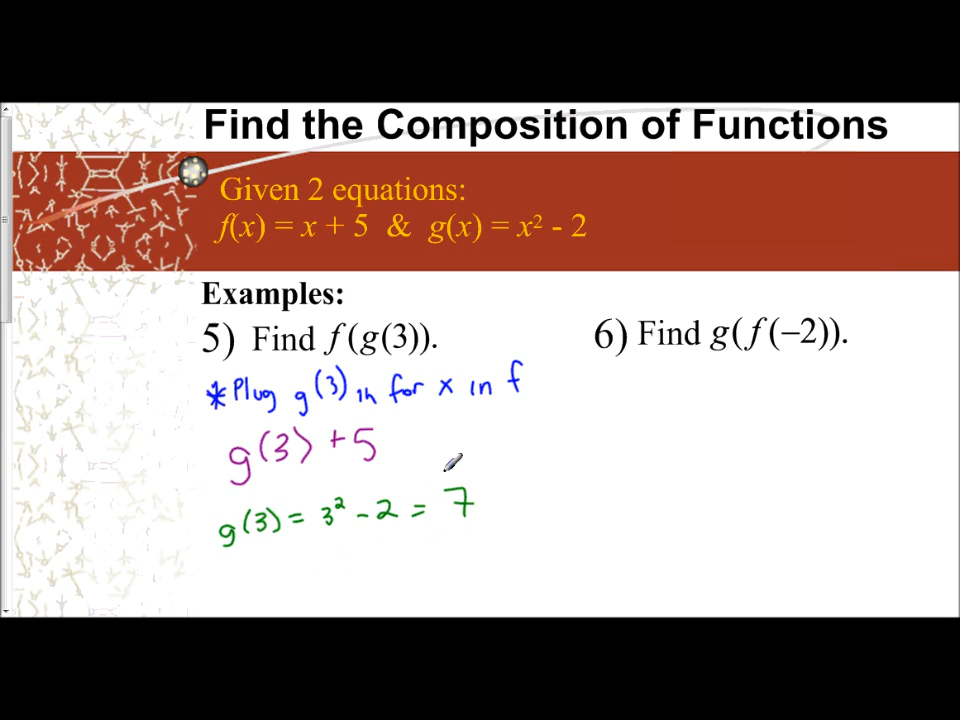 Find the Composition of Functions
Given 2 equations:
f(x) = x + 5 & g(x) = x² - 2
Examples:
5) Find f(g(3)).
*Plug g(3) in for x in f
g(3) + 5
g(3) = 3² - 2 = 7
6) Find g(f(−2)).